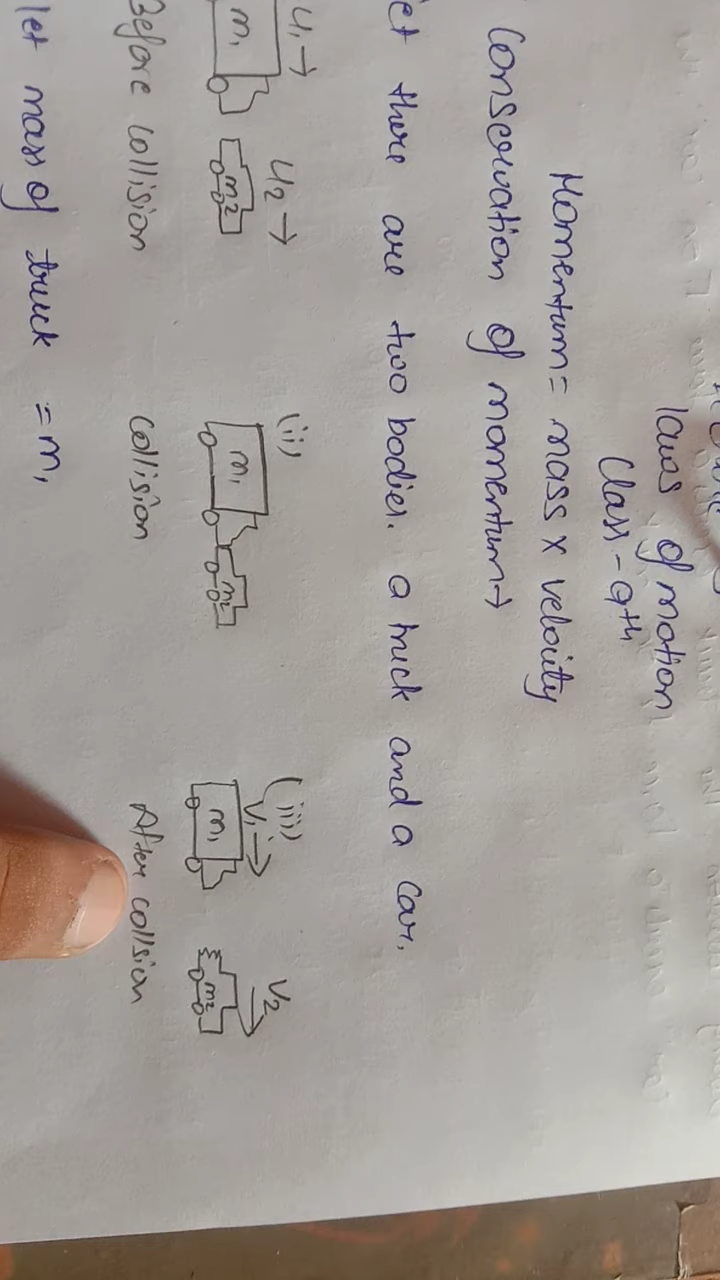 laws of motion
Class - 9th
Momentum = mass x velocity
Conservation of momentum →
et there are two bodies. a truck and a car.
u₁ → u₂ → (ii) (iii) v₁ → v₂
m₁ m₂ m₁ m₂ m₁ m₂
Before collision collision After collsion
let mass of truck = m₁